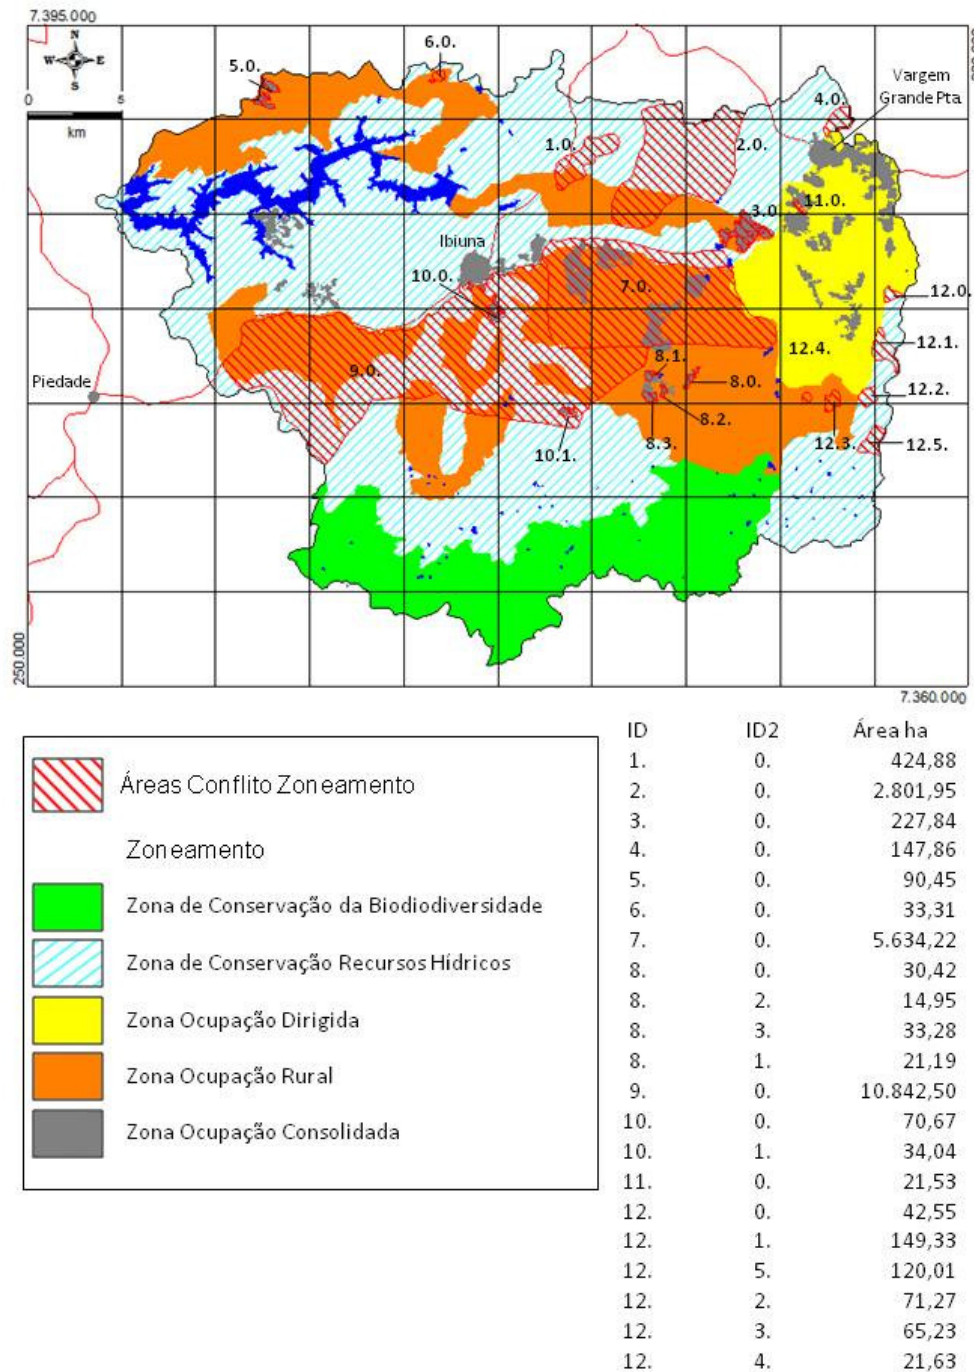 7.395.000
N
W E
S
0 5
km
5.0.
6.0.
Vargem
Grande Pta.
4.0.
1.0.
2.0.
11.0.
3.0
Ibiuna
10.0.
7.0.
12.0.
12.1.
12.4.
8.1.
9.0.
8.0.
Piedade
12.2.
8.2.
12.3.
8.3.
10.1.
12.5.
250.000
7.360.000
Áreas Conflito Zoneamento
Zoneamento
Zona de Conservação da Biodiodiversidade
Zona de Conservação Recursos Hídricos
Zona Ocupação Dirigida
Zona Ocupação Rural
Zona Ocupação Consolidada
ID ID2 Área ha
1. 0. 424,88
2. 0. 2.801,95
3. 0. 227,84
4. 0. 147,86
5. 0. 90,45
6. 0. 33,31
7. 0. 5.634,22
8. 0. 30,42
8. 2. 14,95
8. 3. 33,28
8. 1. 21,19
9. 0. 10.842,50
10. 0. 70,67
10. 1. 34,04
11. 0. 21,53
12. 0. 42,55
12. 1. 149,33
12. 5. 120,01
12. 2. 71,27
12. 3. 65,23
12. 4. 21,63